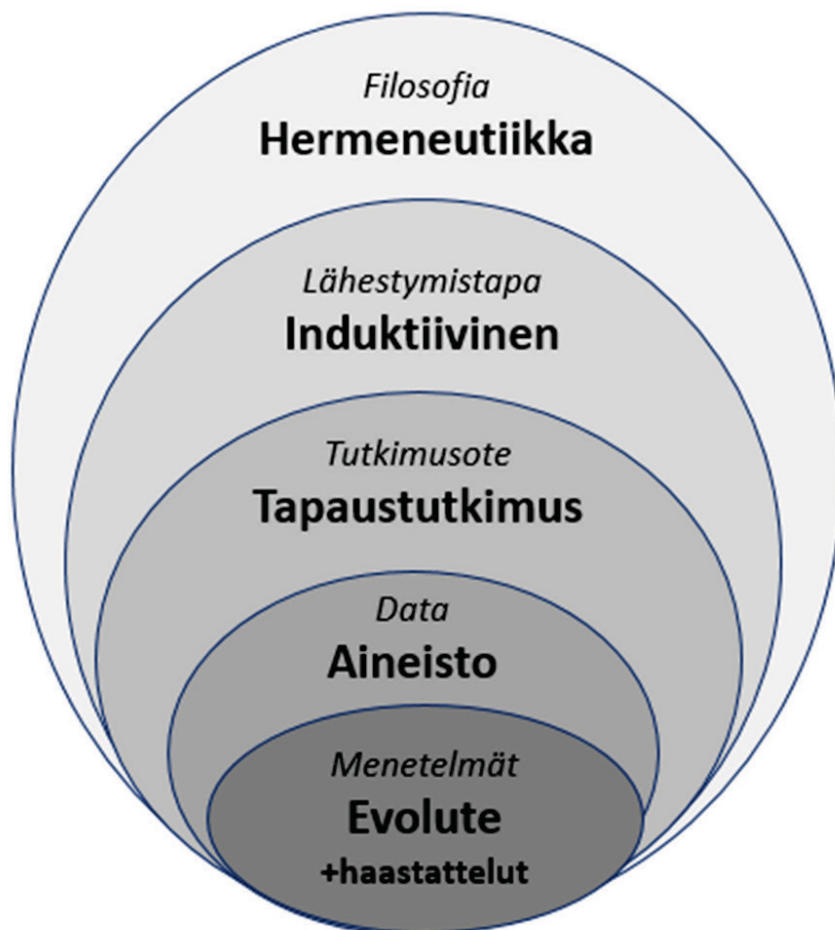 Filosofia
Hermeneutiikka
Lähestymistapa
Induktiivinen
Tutkimusote
Tapaustutkimus
Data
Aineisto
Menetelmät
Evolute
+haastattelut